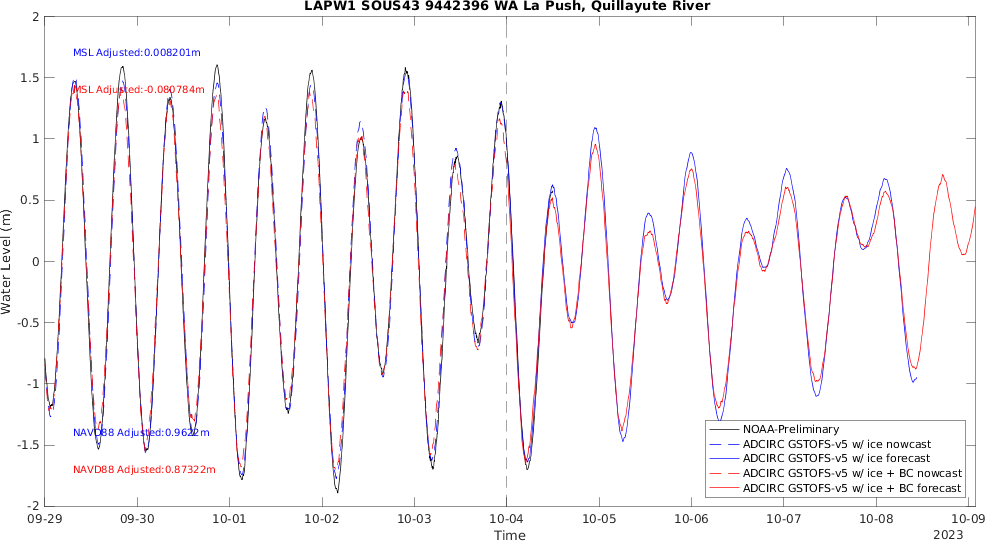 LAPW1 SOUS43 9442396 WA La Push, Quillayute River
2
1.5
1
0.5
0
-0.5
-1
-1.5
-2
Water Level (m)
MSL Adjusted:0.008201m
MSL Adjusted:-0.080784m
NAVD88 Adjusted:0.9622m
NAVD88 Adjusted:0.87322m
NOAA-Preliminary
ADCIRC GSTOFS-v5 w/ ice nowcast
ADCIRC GSTOFS-v5 w/ ice forecast
ADCIRC GSTOFS-v5 w/ ice + BC nowcast
ADCIRC GSTOFS-v5 w/ ice + BC forecast
09-29
09-30
10-01
10-02
10-03
10-04
10-05
10-06
10-07
10-08
10-09
Time
2023